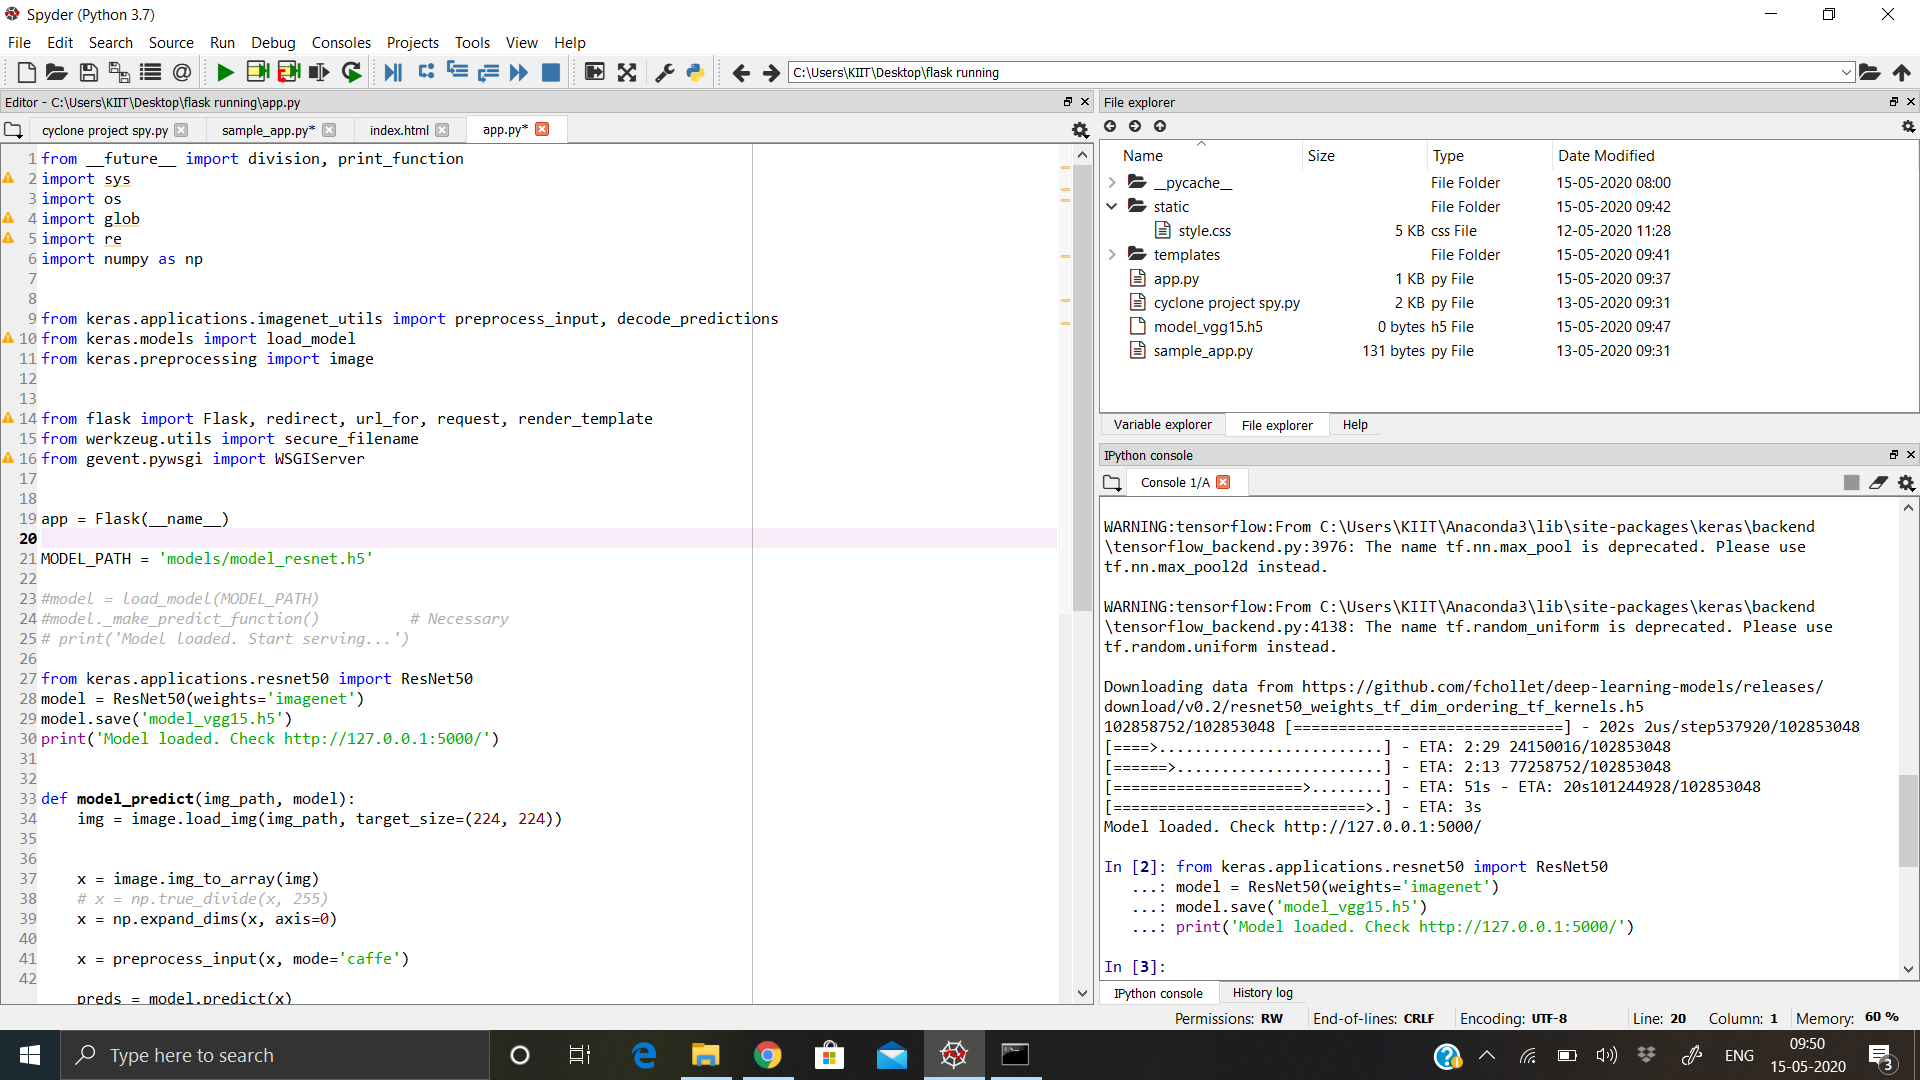 Spyder (Python 3.7)
File Edit Search Source Run Debug Consoles Projects Tools View Help
C:\Users\KIIT\Desktop\flask running
Editor - C:\Users\KIIT\Desktop\flask running\app.py
cyclone project spy.py sample_app.py* index.html app.py*
1 from __future__ import division, print_function
2 import sys
3 import os
4 import glob
5 import re
6 import numpy as np
7
8
9 from keras.applications.imagenet_utils import preprocess_input, decode_predictions
10 from keras.models import load_model
11 from keras.preprocessing import image
12
13
14 from flask import Flask, redirect, url_for, request, render_template
15 from werkzeug.utils import secure_filename
16 from gevent.pywsgi import WSGIServer
17
18
19 app = Flask(__name__)
20
21 MODEL_PATH = 'models/model_resnet.h5'
22
23 #model = load_model(MODEL_PATH)
24 #model._make_predict_function()          # Necessary
25 # print('Model loaded. Start serving...')
26
27 from keras.applications.resnet50 import ResNet50
28 model = ResNet50(weights='imagenet')
29 model.save('model_vgg15.h5')
30 print('Model loaded. Check http://127.0.0.1:5000/')
31
32
33 def model_predict(img_path, model):
34     img = image.load_img(img_path, target_size=(224, 224))
35
36
37     x = image.img_to_array(img)
38     # x = np.true_divide(x, 255)
39     x = np.expand_dims(x, axis=0)
40
41     x = preprocess_input(x, mode='caffe')
42
preds = model.predict(x)
File explorer
Name Size Type Date Modified
__pycache__ File Folder 15-05-2020 08:00
static File Folder 15-05-2020 09:42
style.css 5 KB css File 12-05-2020 11:28
templates File Folder 15-05-2020 09:41
app.py 1 KB py File 15-05-2020 09:37
cyclone project spy.py 2 KB py File 13-05-2020 09:31
model_vgg15.h5 0 bytes h5 File 15-05-2020 09:47
sample_app.py 131 bytes py File 13-05-2020 09:31
Variable explorer File explorer Help
IPython console
Console 1/A
WARNING:tensorflow:From C:\Users\KIIT\Anaconda3\lib\site-packages\keras\backend
\tensorflow_backend.py:3976: The name tf.nn.max_pool is deprecated. Please use
tf.nn.max_pool2d instead.
WARNING:tensorflow:From C:\Users\KIIT\Anaconda3\lib\site-packages\keras\backend
\tensorflow_backend.py:4138: The name tf.random_uniform is deprecated. Please use
tf.random.uniform instead.
Downloading data from https://github.com/fchollet/deep-learning-models/releases/
download/v0.2/resnet50_weights_tf_dim_ordering_tf_kernels.h5
102858752/102853048 [==============================] - 202s 2us/step537920/102853048
[====>.........................] - ETA: 2:29 24150016/102853048
[======>.......................] - ETA: 2:13 77258752/102853048
[=====================>........] - ETA: 51s - ETA: 20s101244928/102853048
[============================>.] - ETA: 3s
Model loaded. Check http://127.0.0.1:5000/
In [2]: from keras.applications.resnet50 import ResNet50
...: model = ResNet50(weights='imagenet')
...: model.save('model_vgg15.h5')
...: print('Model loaded. Check http://127.0.0.1:5000/')
In [3]:
IPython console History log
Permissions: RW End-of-lines: CRLF Encoding: UTF-8 Line: 20 Column: 1 Memory: 60 %
Type here to search
ENG
09:50
15-05-2020
3